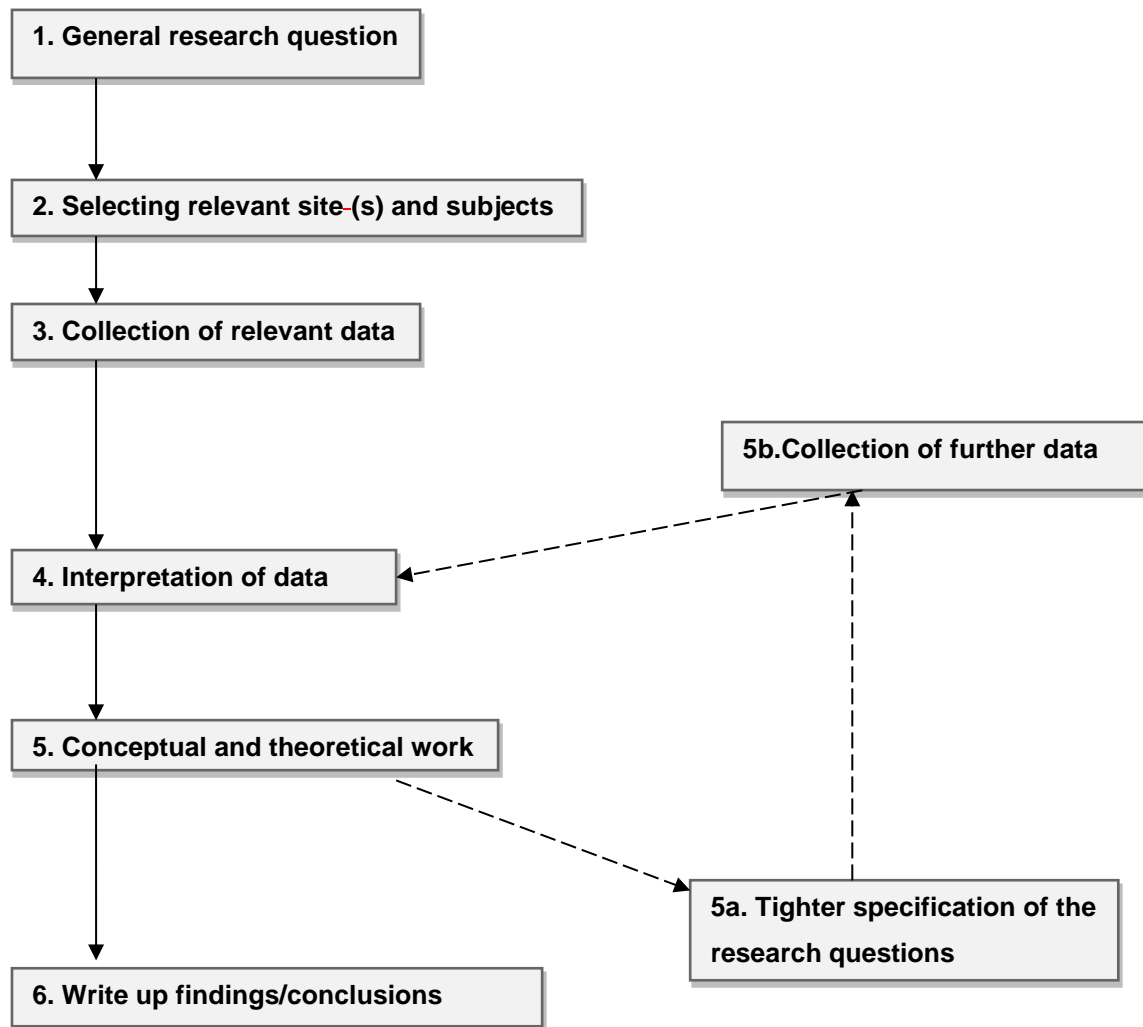 1. General research question
2. Selecting relevant site-(s) and subjects
3. Collection of relevant data
5b.Collection of further data
4. Interpretation of data
5. Conceptual and theoretical work
5a. Tighter specification of the
research questions
6. Write up findings/conclusions